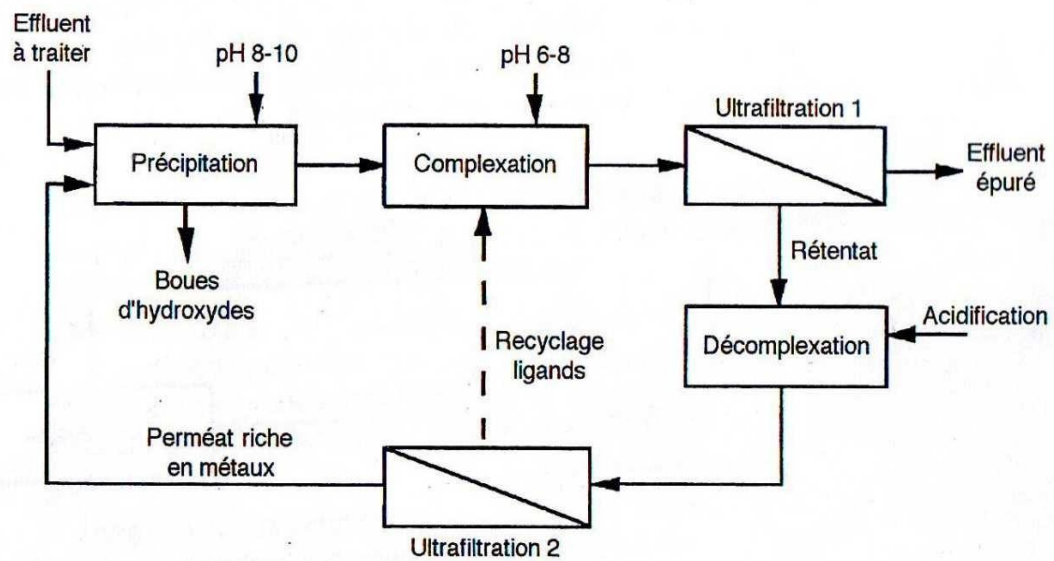 Effluent
à traiter
pH 8-10
pH 6-8
Ultrafiltration 1
Précipitation
Complexation
Effluent
épuré
Boues
d'hydroxydes
Rétentat
Recyclage
ligands
Décomplexation
Acidification
Perméat riche
en métaux
Ultrafiltration 2